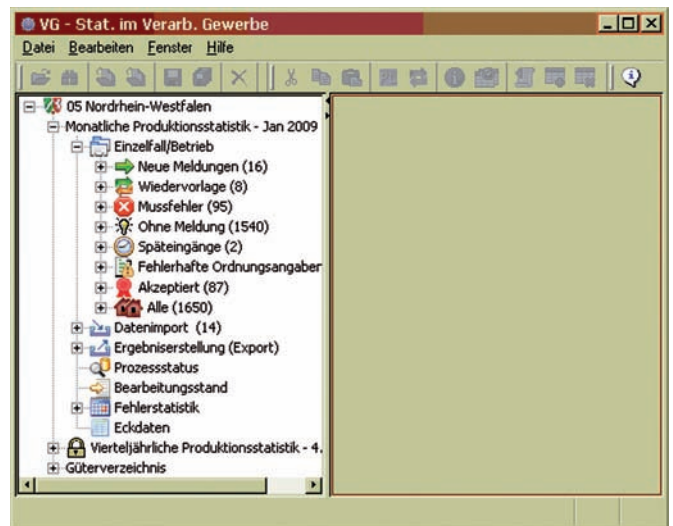 VG - Stat. im Verarb. Gewerbe
Datei Bearbeiten Fenster Hilfe
05 Nordrhein-Westfalen
Monatliche Produktionsstatistik - Jan 2009
Einzelfall/Betrieb
Neue Meldungen (16)
Wiedervorlage (8)
Mussfehler (95)
Ohne Meldung (1540)
Späteingänge (2)
Fehlerhafte Ordnungsangaben
Akzeptiert (87)
Alle (1650)
Datenimport (14)
Ergebniserstellung (Export)
Prozessstatus
Bearbeitungsstand
Fehlerstatistik
Eckdaten
Vierteljährliche Produktionsstatistik - 4.
Güterverzeichnis